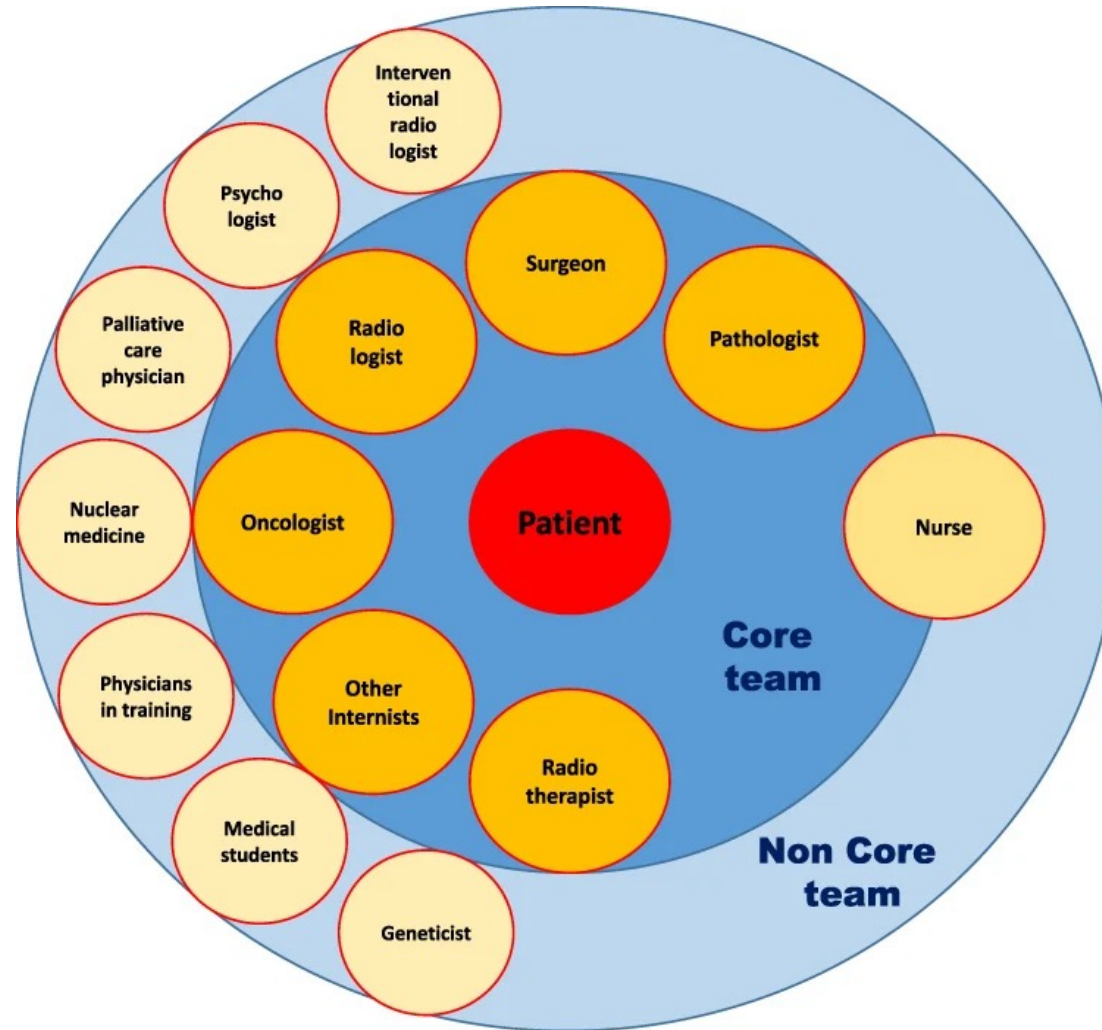 Interven
tional
radio
logist
Psycho
logist
Surgeon
Radio
logist
Pathologist
Palliative
care
physician
Nuclear
medicine
Oncologist
Patient
Nurse
Physicians
in training
Other
Internists
Core
team
Radio
therapist
Medical
students
Non Core
team
Geneticist